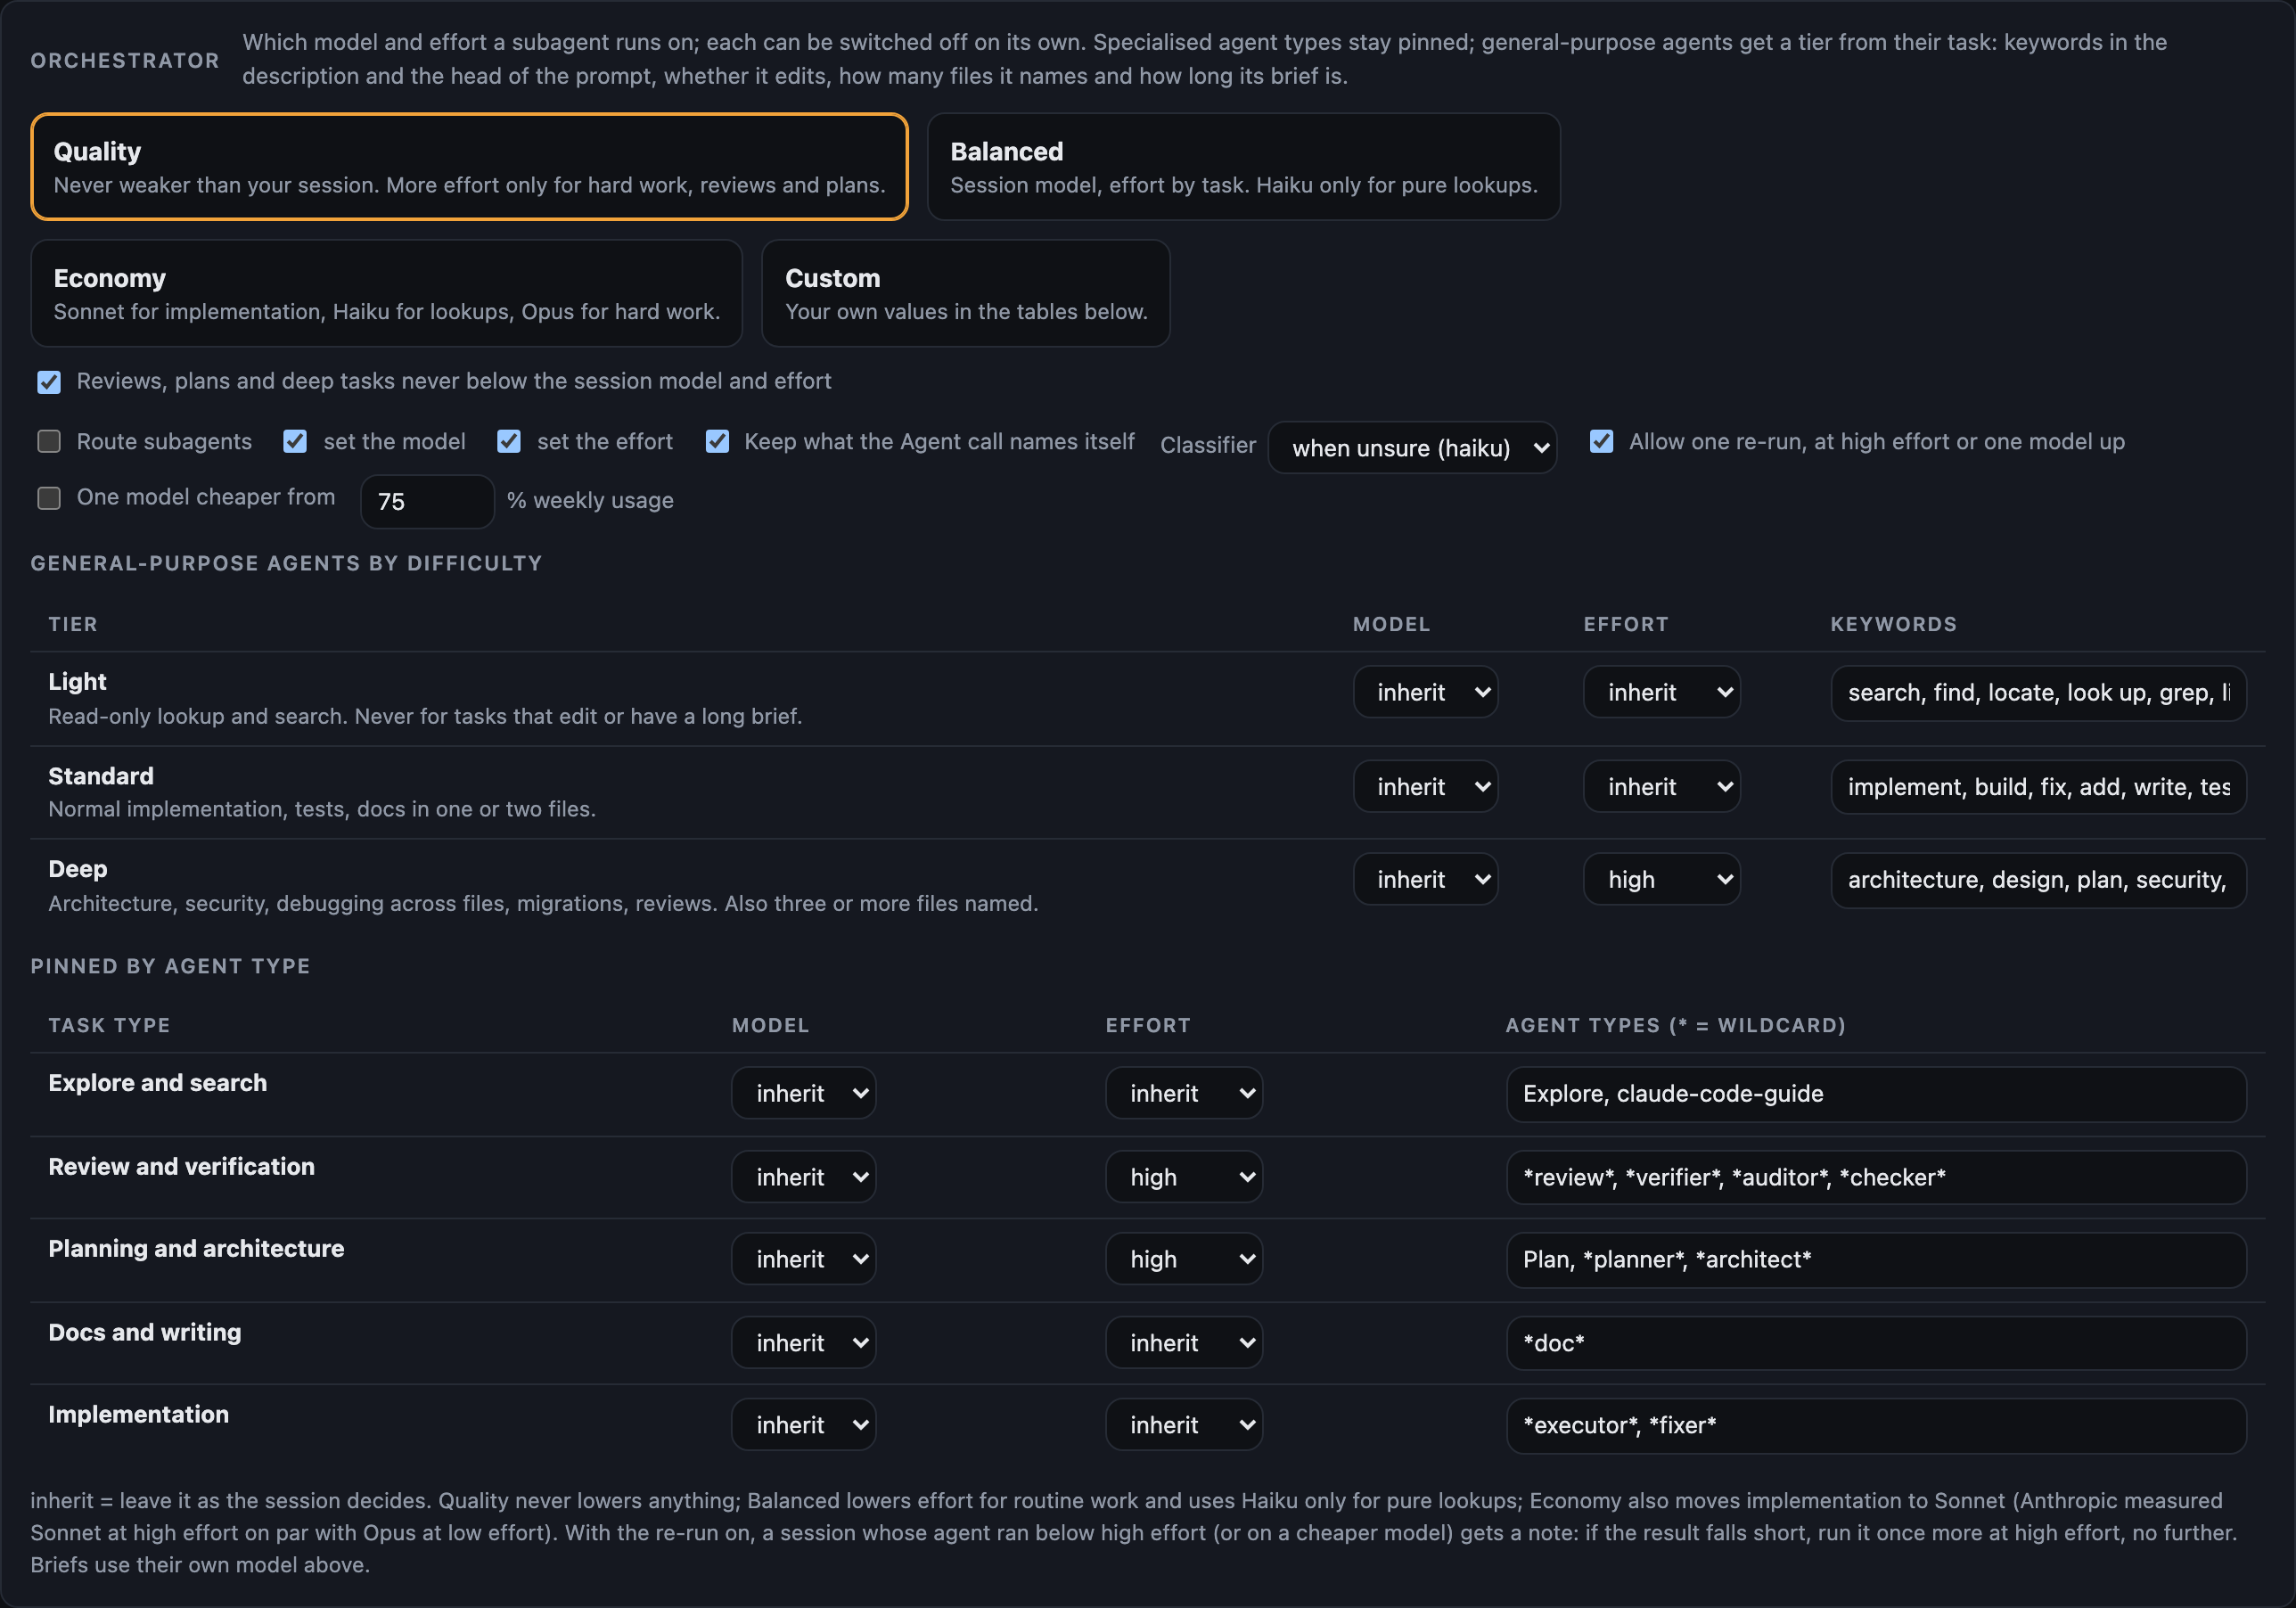 ORCHESTRATOR
Which model and effort a subagent runs on; each can be switched off on its own. Specialised agent types stay pinned; general-purpose agents get a tier from their task: keywords in the
description and the head of the prompt, whether it edits, how many files it names and how long its brief is.
Quality
Never weaker than your session. More effort only for hard work, reviews and plans.
Balanced
Session model, effort by task. Haiku only for pure lookups.
Economy
Sonnet for implementation, Haiku for lookups, Opus for hard work.
Custom
Your own values in the tables below.
Reviews, plans and deep tasks never below the session model and effort
Route subagents set the model set the effort Keep what the Agent call names itself Classifier when unsure (haiku) Allow one re-run, at high effort or one model up
One model cheaper from 75 % weekly usage
GENERAL-PURPOSE AGENTS BY DIFFICULTY
TIER MODEL EFFORT KEYWORDS
Light
Read-only lookup and search. Never for tasks that edit or have a long brief.
inherit inherit search, find, locate, look up, grep, li
Standard
Normal implementation, tests, docs in one or two files.
inherit inherit implement, build, fix, add, write, tes
Deep
Architecture, security, debugging across files, migrations, reviews. Also three or more files named.
inherit high architecture, design, plan, security,
PINNED BY AGENT TYPE
TASK TYPE MODEL EFFORT AGENT TYPES (* = WILDCARD)
Explore and search inherit inherit Explore, claude-code-guide
Review and verification inherit high *review*, *verifier*, *auditor*, *checker*
Planning and architecture inherit high Plan, *planner*, *architect*
Docs and writing inherit inherit *doc*
Implementation inherit inherit *executor*, *fixer*
inherit = leave it as the session decides. Quality never lowers anything; Balanced lowers effort for routine work and uses Haiku only for pure lookups; Economy also moves implementation to Sonnet (Anthropic measured
Sonnet at high effort on par with Opus at low effort). With the re-run on, a session whose agent ran below high effort (or on a cheaper model) gets a note: if the result falls short, run it once more at high effort, no further.
Briefs use their own model above.